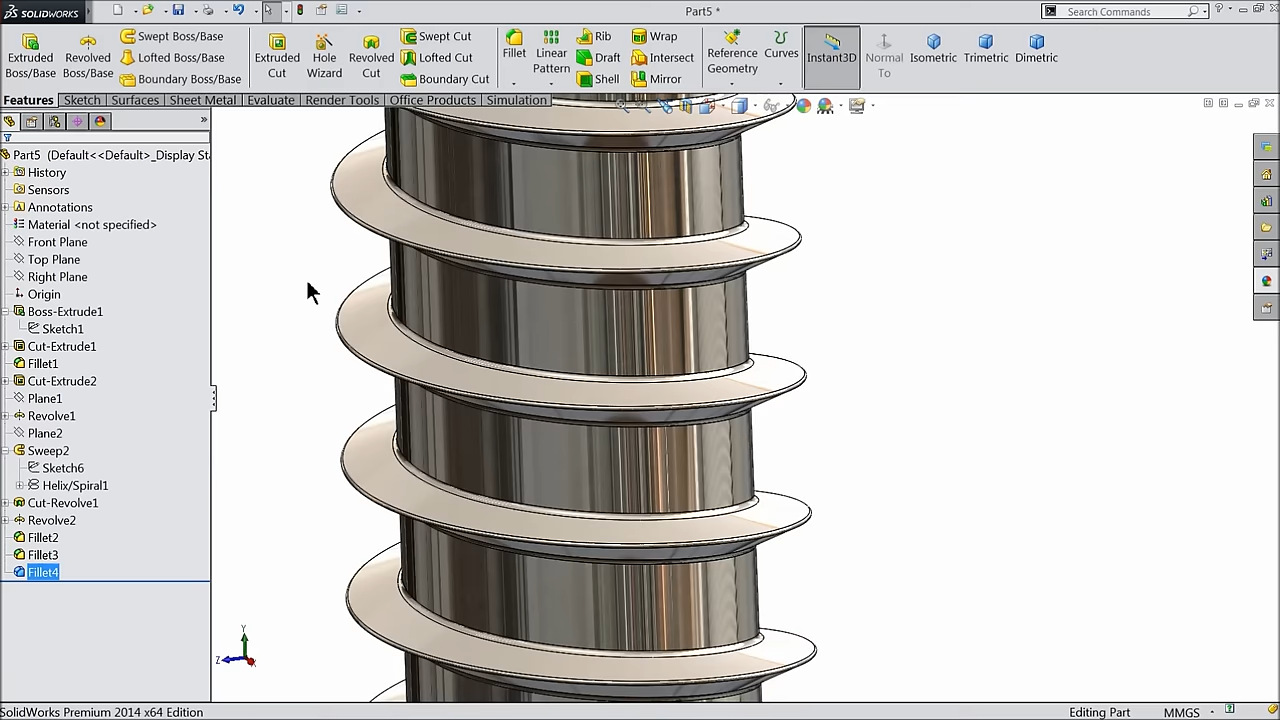 SOLIDWORKS
Part5 *
Search Commands
Extruded Boss/Base
Revolved Boss/Base
Swept Boss/Base
Lofted Boss/Base
Boundary Boss/Base
Extruded Cut
Hole Wizard
Revolved Cut
Swept Cut
Lofted Cut
Boundary Cut
Fillet
Linear Pattern
Rib
Draft
Shell
Wrap
Intersect
Mirror
Reference Geometry
Curves
Instant3D
Normal To
Isometric
Trimetric
Dimetric
Features Sketch Surfaces Sheet Metal Evaluate Render Tools Office Products Simulation
Part5 (Default<<Default>_Display St
History
Sensors
Annotations
Material <not specified>
Front Plane
Top Plane
Right Plane
Origin
Boss-Extrude1
Sketch1
Cut-Extrude1
Fillet1
Cut-Extrude2
Plane1
Revolve1
Plane2
Sweep2
Sketch6
Helix/Spiral1
Cut-Revolve1
Revolve2
Fillet2
Fillet3
Fillet4
Y
Z
SolidWorks Premium 2014 x64 Edition
Editing Part
MMGS